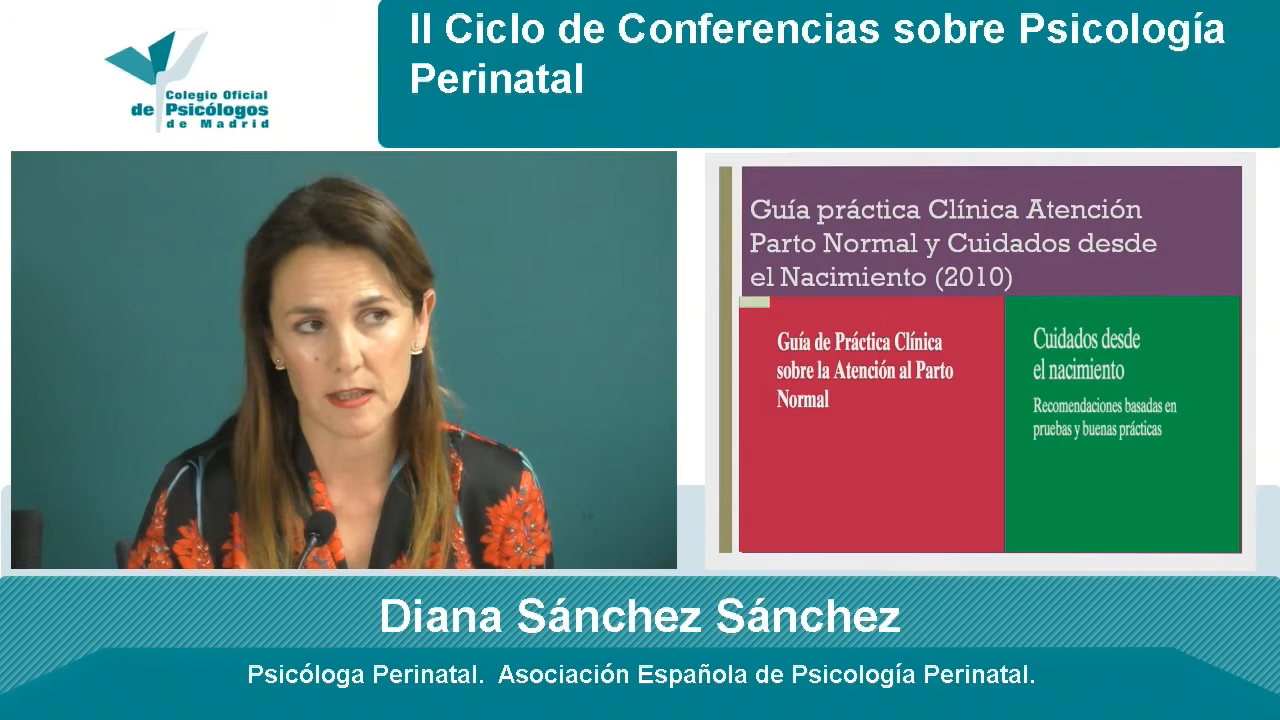 II Ciclo de Conferencias sobre Psicología
Perinatal
Colegio Oficial
de Psicólogos
de Madrid
Guía práctica Clínica Atención
Parto Normal y Cuidados desde
el Nacimiento (2010)
Guía de Práctica Clínica
sobre la Atención al Parto
Normal
Cuidados desde
el nacimiento
Recomendaciones basadas en
pruebas y buenas prácticas
Diana Sánchez Sánchez
Psicóloga Perinatal. Asociación Española de Psicología Perinatal.